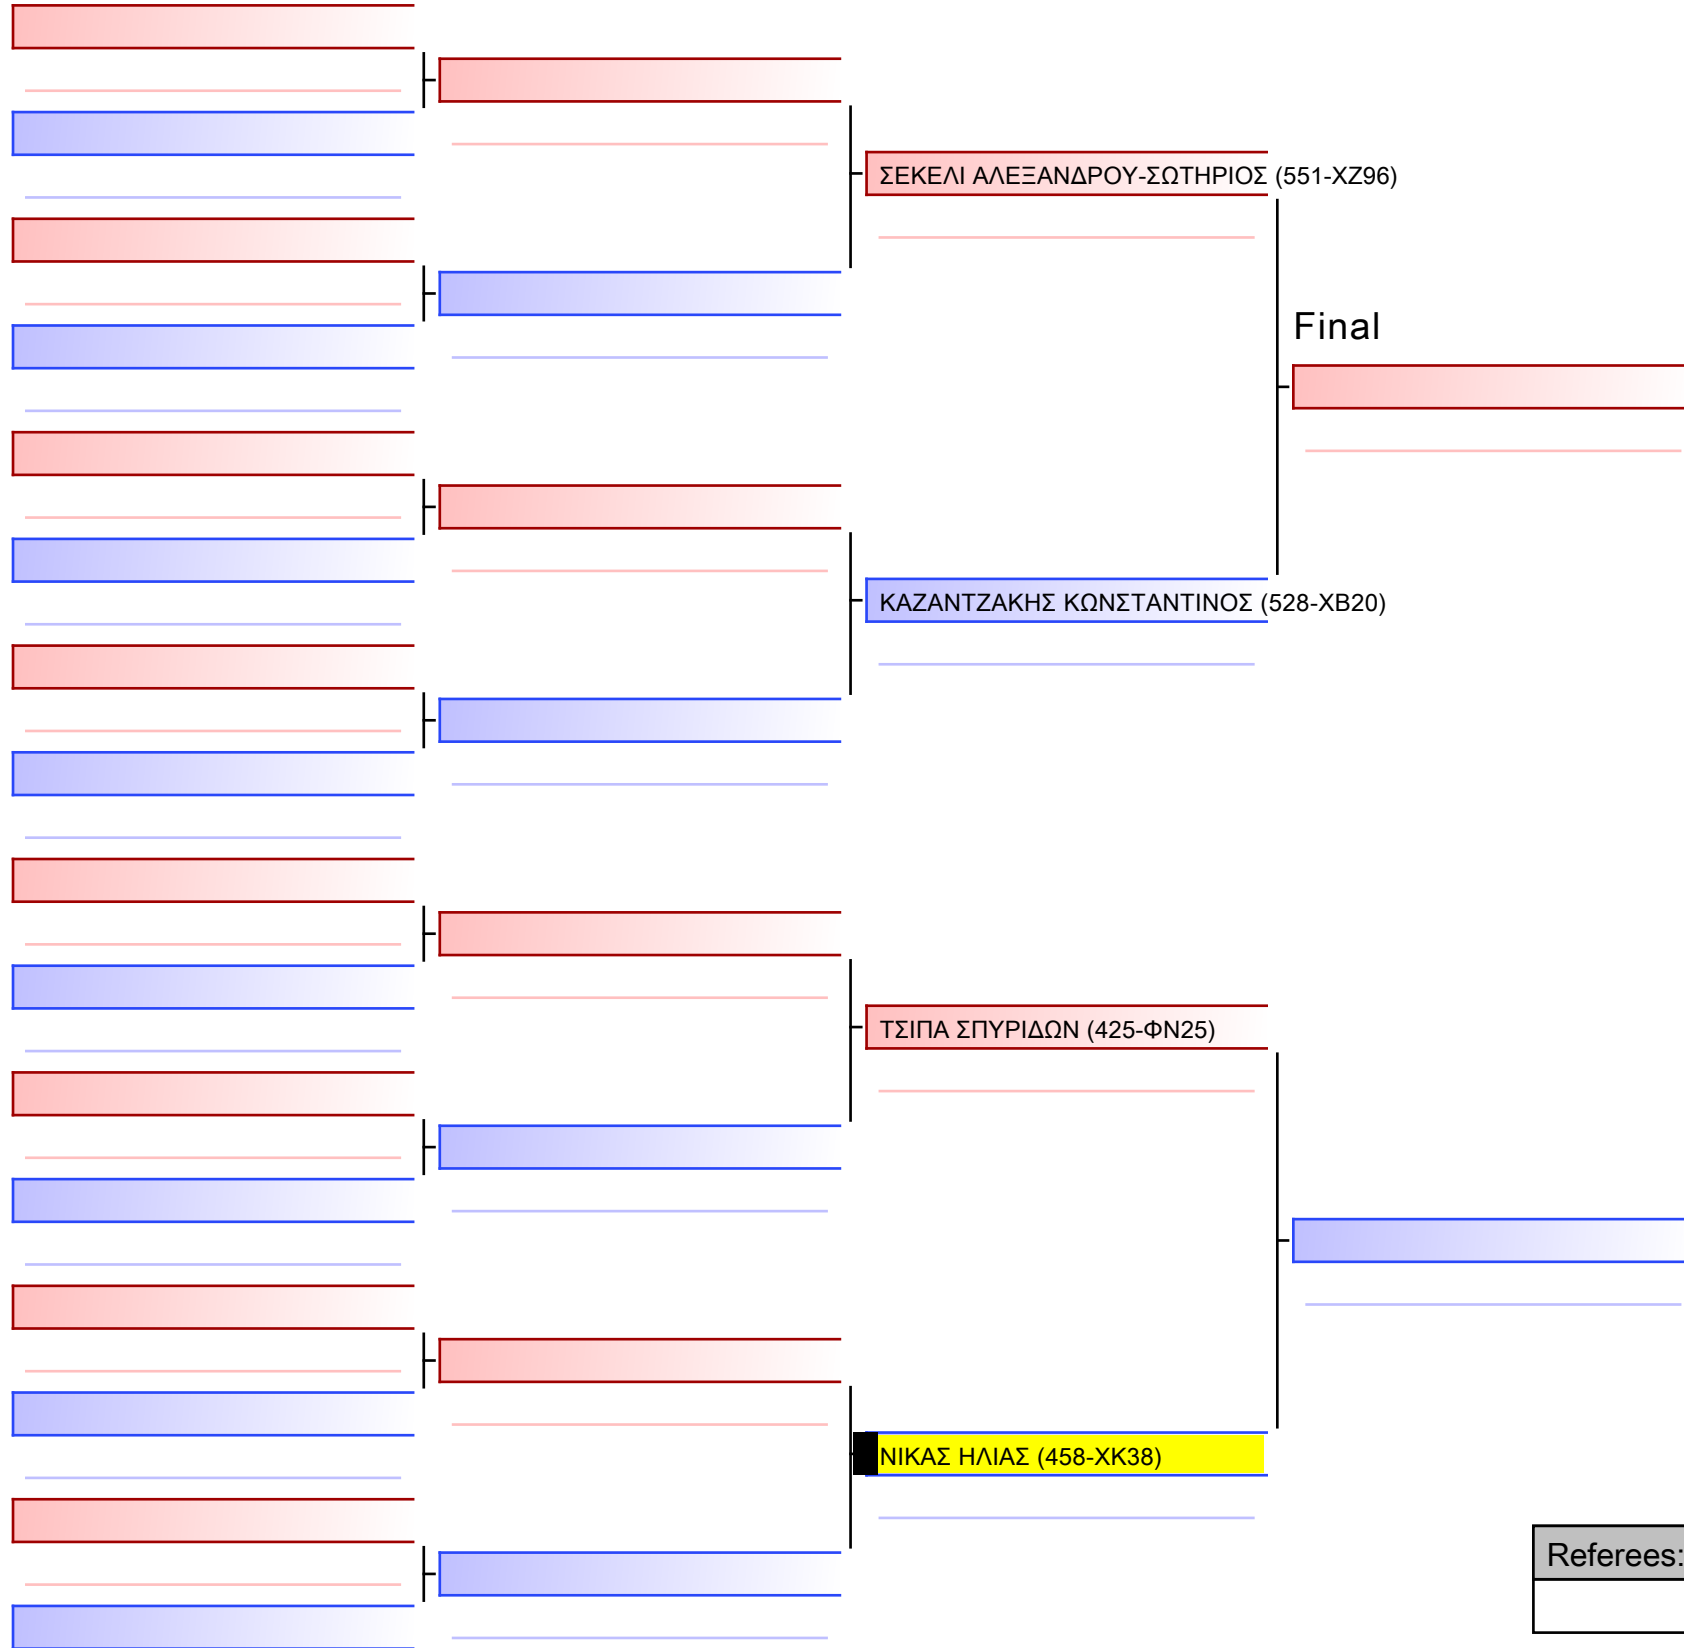 ΣΕΚΕΛΙ ΑΛΕΞΑΝΔΡΟΥ-ΣΩΤΗΡΙΟΣ (551-ΧΖ96)
Final
ΚΑΖΑΝΤΖΑΚΗΣ ΚΩΝΣΤΑΝΤΙΝΟΣ (528-ΧΒ20)
ΤΣΙΠΑ ΣΠΥΡΙΔΩΝ (425-ΦΝ25)
ΝΙΚΑΣ ΗΛΙΑΣ (458-ΧΚ38)
Referees: